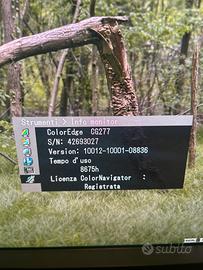 Strumenti > Info monitor
ColorEdge CG277
S/N: 42693027
Version: 10012-10001-08836
Tempo d'uso
8675h
Licenza ColorNavigator :
Registrata
subito